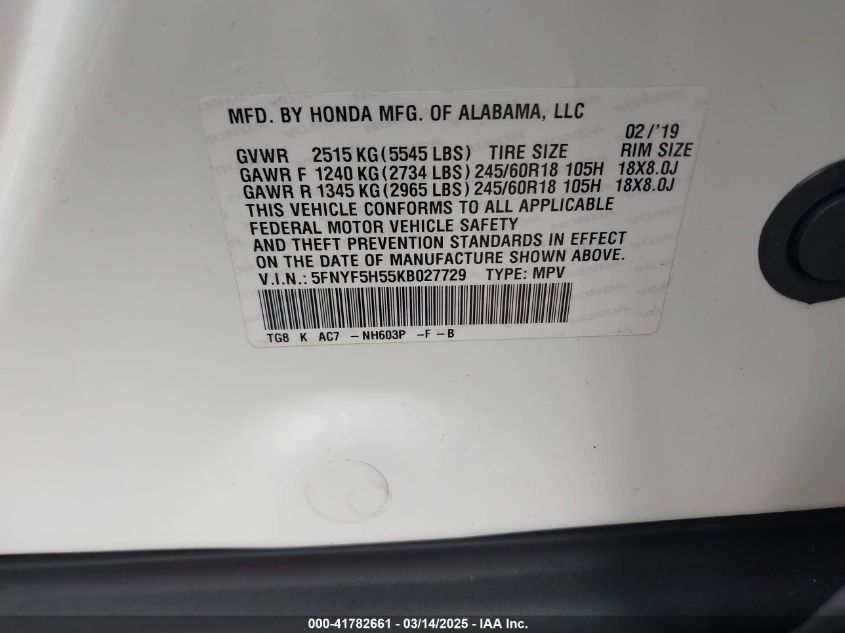 MFD. BY HONDA MFG. OF ALABAMA, LLC
02/'19
GVWR 2515 KG(5545 LBS) TIRE SIZE RIM SIZE
GAWR F 1240 KG(2734 LBS) 245/60R18 105H 18X8.0J
GAWR R 1345 KG(2965 LBS) 245/60R18 105H 18X8.0J
THIS VEHICLE CONFORMS TO ALL APPLICABLE
FEDERAL MOTOR VEHICLE SAFETY
AND THEFT PREVENTION STANDARDS IN EFFECT
ON THE DATE OF MANUFACTURE SHOWN ABOVE.
V.I.N.: 5FNYF5H55KB027729 TYPE: MPV
TG8 K AC7 -NH603P -F-B
000-41782661 - 03/14/2025 - IAA Inc.